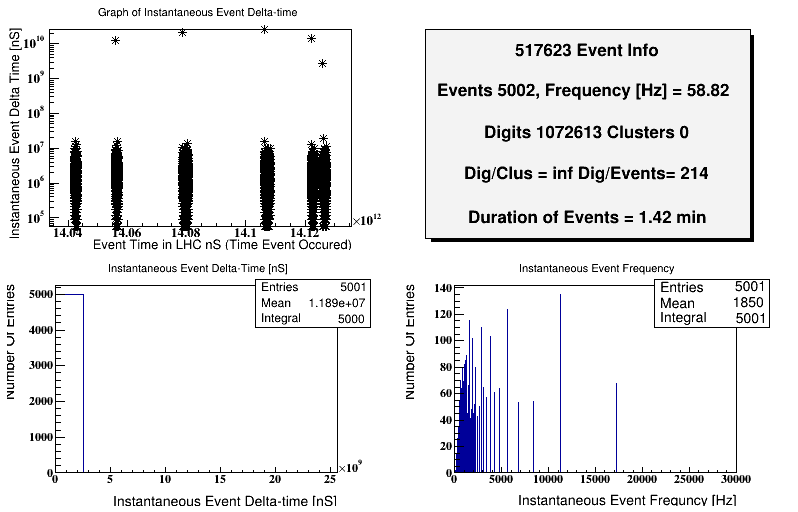 Graph of Instantaneous Event Delta-time
Instantaneous Event Delta Time [nS]
10^10
10^9
10^8
10^7
10^6
10^5
14.04 14.06 14.08 14.1 14.12
×10^12
Event Time in LHC nS (Time Event Occured)
517623 Event Info
Events 5002, Frequency [Hz] = 58.82
Digits 1072613 Clusters 0
Dig/Clus = inf Dig/Events= 214
Duration of Events = 1.42 min
Instantaneous Event Delta-Time [nS]
Entries 5001
Mean 1.189e+07
Integral 5000
Number Of Entries
5000
4000
3000
2000
1000
0
0 5 10 15 20 25
×10^9
Instantaneous Event Delta-time [nS]
Instantaneous Event Frequency
Entries 5001
Mean 1850
Integral 5001
Number Of Entries
140
120
100
80
60
40
20
0
0 5000 10000 15000 20000 25000 30000
Instantaneous Event Frequncy [Hz]